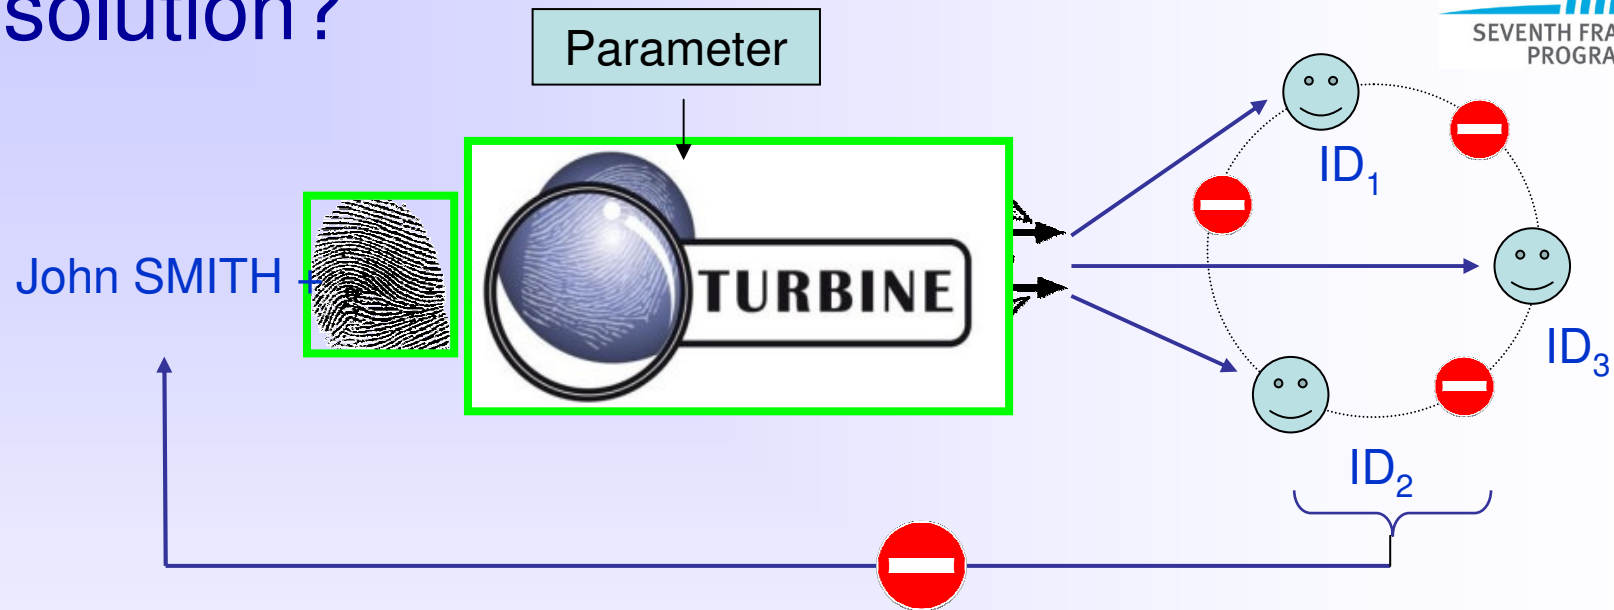 solution?
SEVENTH FRA
PROGRA
Parameter
John SMITH +
TURBINE
ID₁
ID₃
ID₂